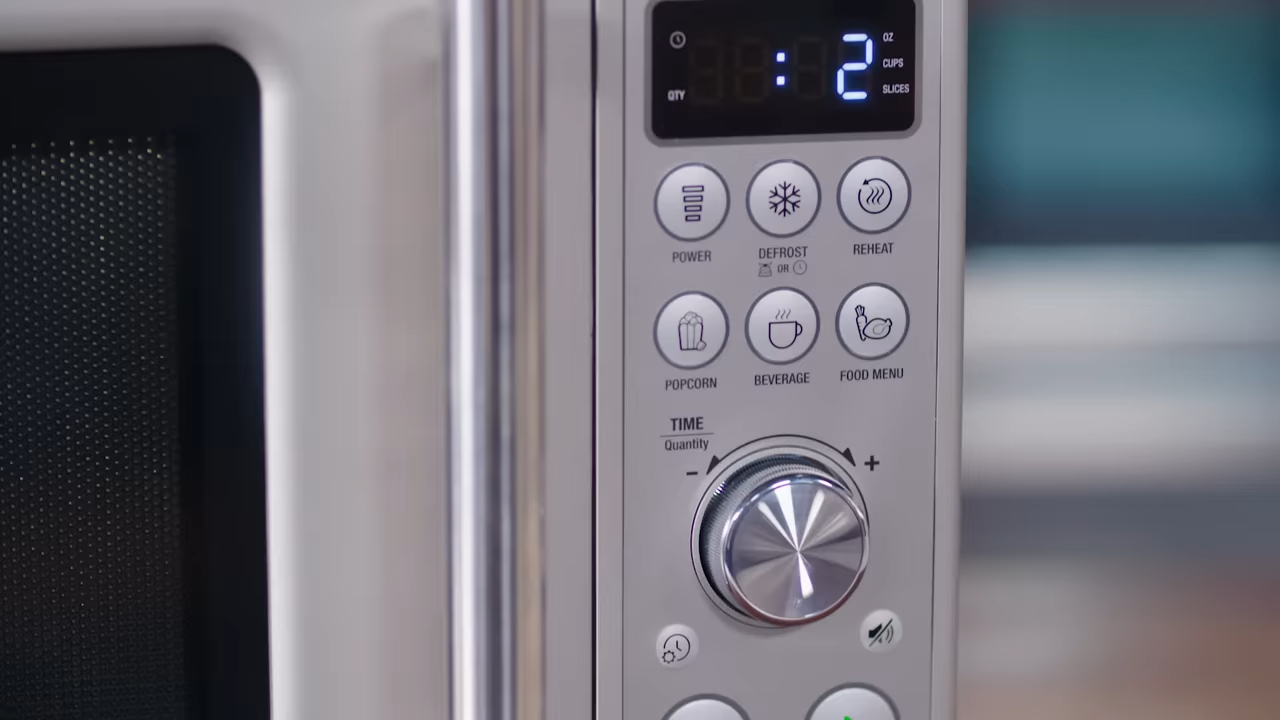 : 2
OZ
CUPS
QTY
SLICES
POWER
DEFROST
OR
REHEAT
POPCORN
BEVERAGE
FOOD MENU
TIME
Quantity
- +